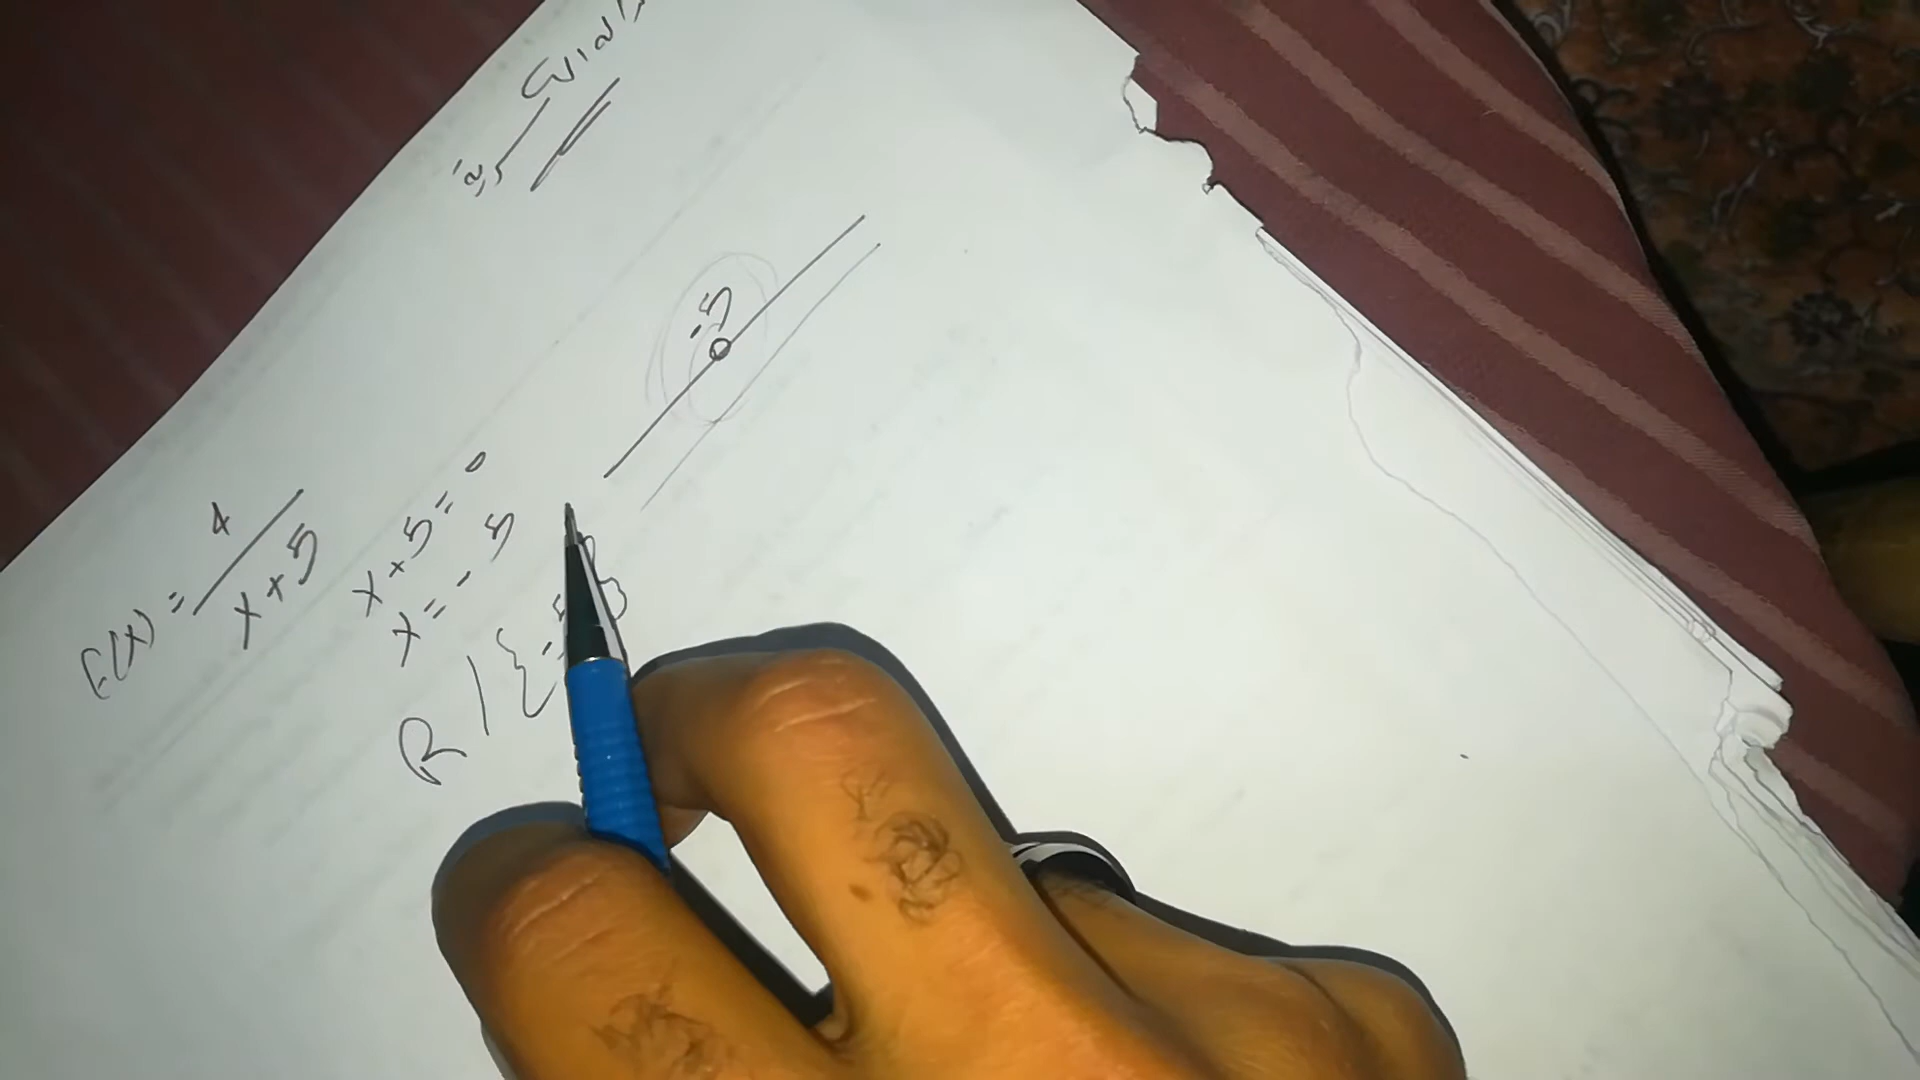 -5
f(x) = 4/(x+5)
x+5=0
x=-5
R \ {-5}